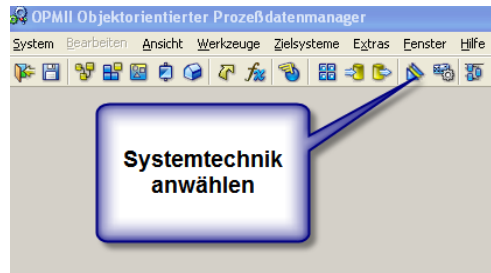 OPMII Objektorientierter Prozeßdatenmanager
System Bearbeiten Ansicht Werkzeuge Zielsysteme Extras Fenster Hilfe
Systemtechnik
anwählen